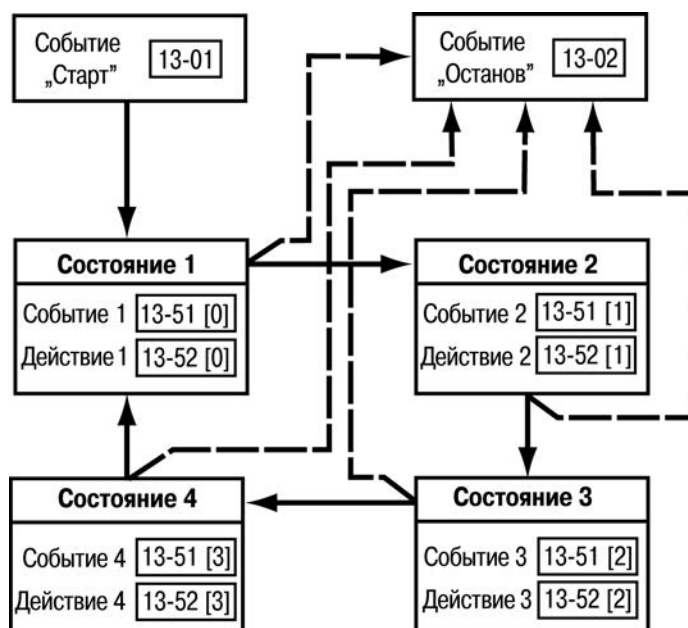 Событие
„Старт” 13-01
Событие
„Останов” 13-02
Состояние 1
Событие 1 13-51 [0]
Действие 1 13-52 [0]
Состояние 2
Событие 2 13-51 [1]
Действие 2 13-52 [1]
Состояние 4
Событие 4 13-51 [3]
Действие 4 13-52 [3]
Состояние 3
Событие 3 13-51 [2]
Действие 3 13-52 [2]